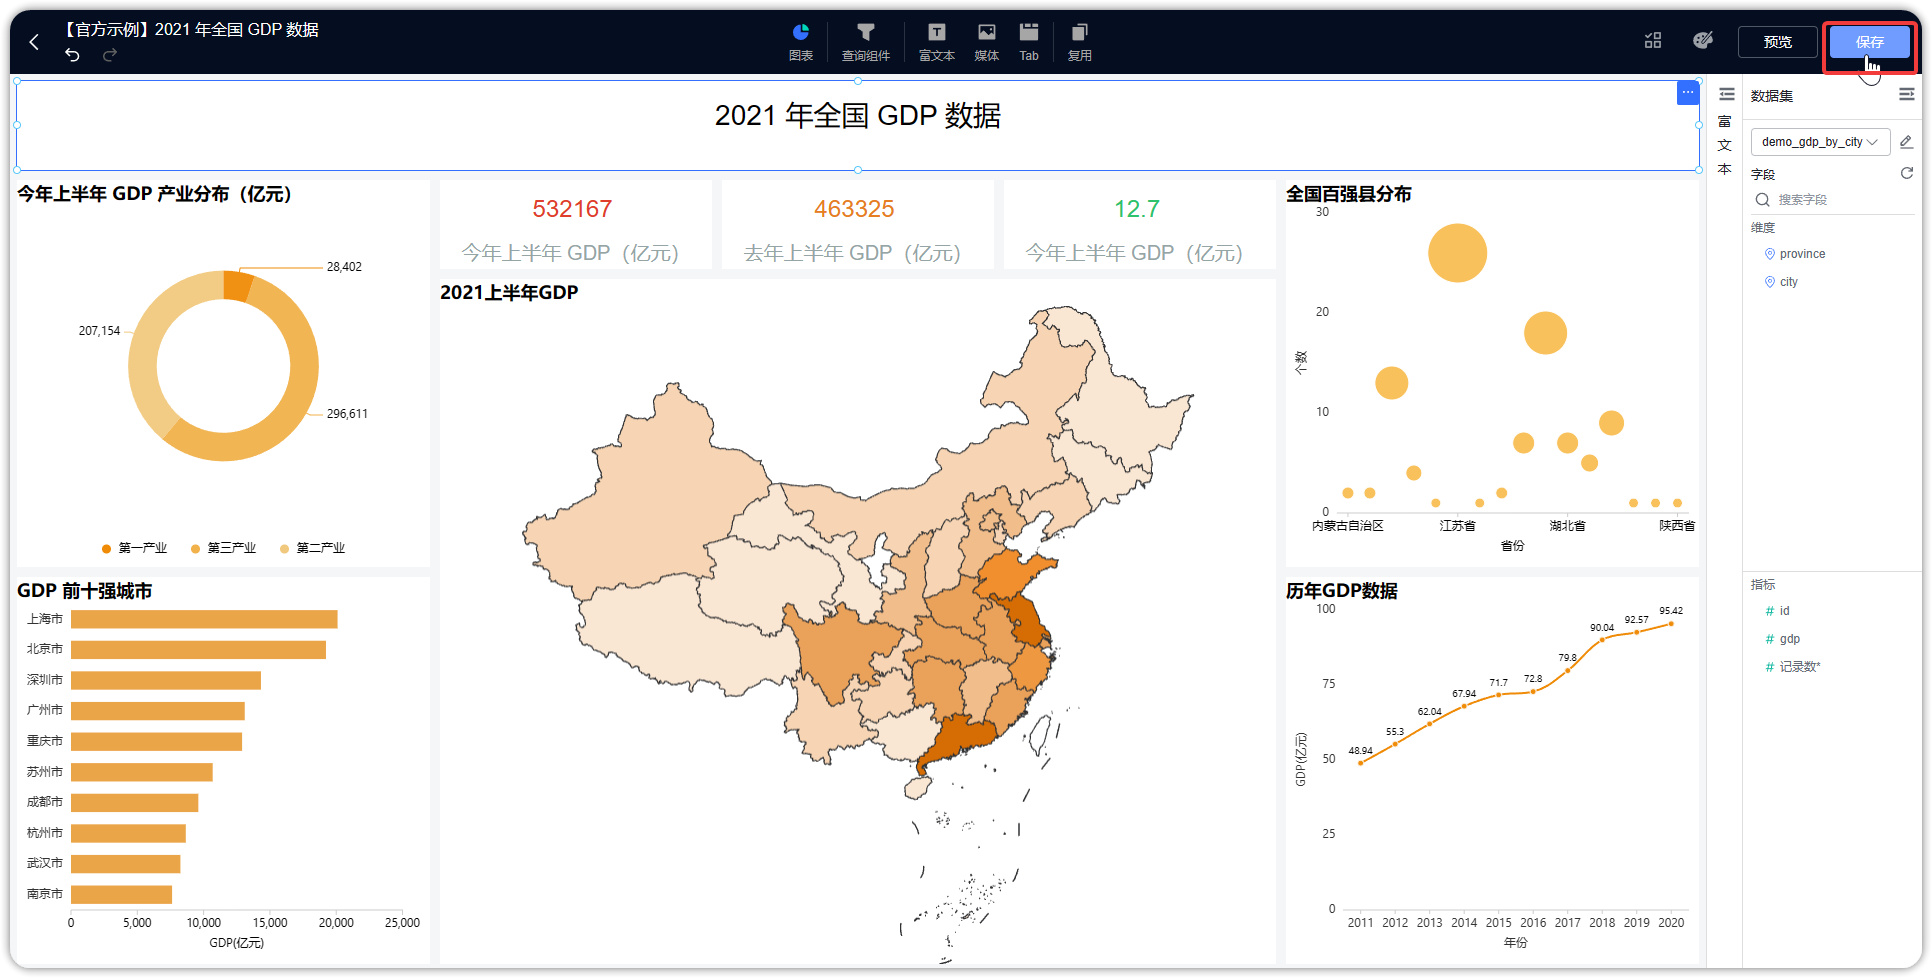 【官方示例】2021 年全国 GDP 数据
图表
查询组件
富文本
媒体
Tab
复用
预览
保存
2021 年全国 GDP 数据
今年上半年 GDP 产业分布（亿元）
28,402
207,154
296,611
第一产业
第三产业
第二产业
532167
今年上半年 GDP（亿元）
463325
去年上半年 GDP（亿元）
12.7
今年上半年 GDP（亿元）
2021上半年GDP
全国百强县分布
30
20
10
0
个数
内蒙古自治区
江苏省
湖北省
陕西省
省份
GDP 前十强城市
上海市
北京市
深圳市
广州市
重庆市
苏州市
成都市
杭州市
武汉市
南京市
0
5,000
10,000
15,000
20,000
25,000
GDP(亿元)
历年GDP数据
100
75
50
25
0
GDP(亿元)
48.94
55.3
62.04
67.94
71.7
72.8
79.8
90.04
92.57
95.42
2011
2012
2013
2014
2015
2016
2017
2018
2019
2020
年份
富
文
本
数据集
demo_gdp_by_city
字段
搜索字段
维度
province
city
指标
# id
# gdp
# 记录数*